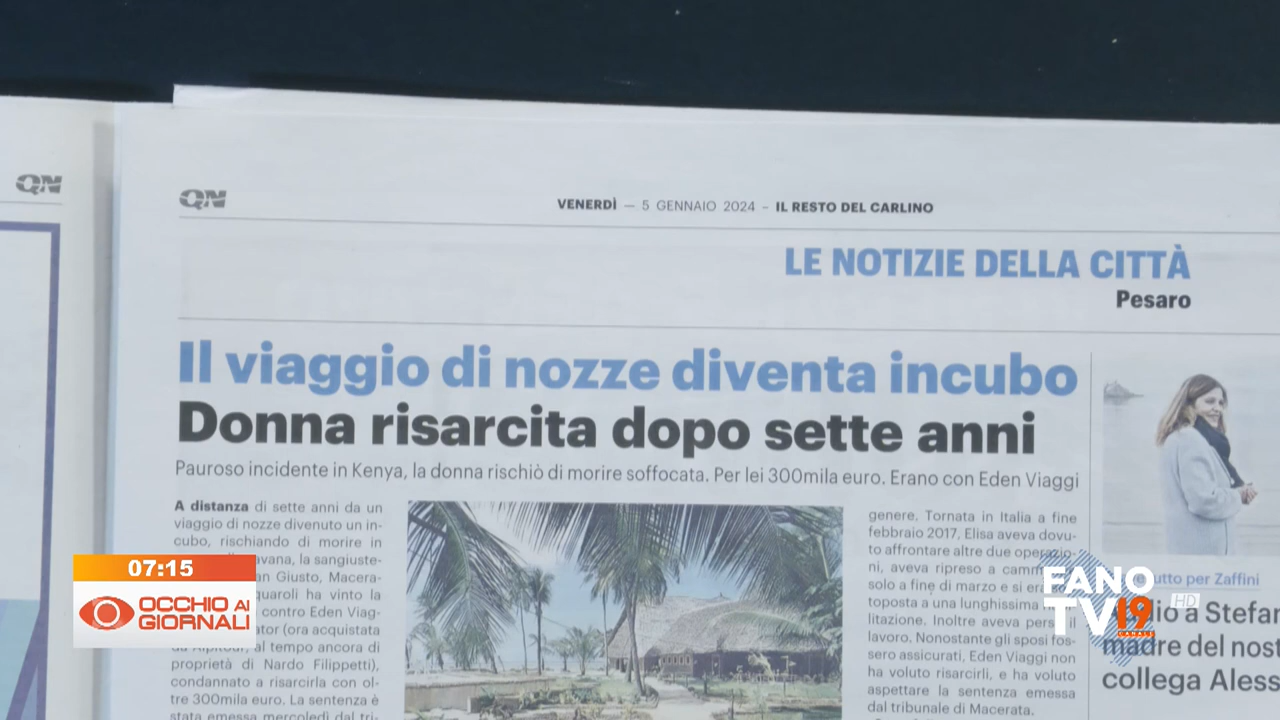 QN
QN
VENERDÌ — 5 GENNAIO 2024 – IL RESTO DEL CARLINO
LE NOTIZIE DELLA CITTÀ
Pesaro
Il viaggio di nozze diventa incubo
Donna risarcita dopo sette anni
Pauroso incidente in Kenya, la donna rischiò di morire soffocata. Per lei 300mila euro. Erano con Eden Viaggi
A distanza di sette anni da un
viaggio di nozze divenuto un in-
cubo, rischiando di morire in
la sangiuste-
Giusto, Macera-
ha vinto la
contro Eden Viag-
(ora acquistata
da Alpitour, al tempo ancora di
proprietà di Nardo Filippetti),
condannato a risarcirla con ol-
tre 300mila euro. La sentenza è
stata emessa mercoledì dal tri-
genere. Tornata in Italia a fine
febbraio 2017, Elisa aveva dovu-
to affrontare altre due operazio-
ni, aveva ripreso a
solo a fine di marzo e si
toposta a una lunghissima
litazione. Inoltre aveva perso il
lavoro. Nonostante gli sposi fos-
sero assicurati, Eden Viaggi non
ha voluto risarcirli, e ha voluto
aspettare la sentenza emessa
dal tribunale di Macerata.
per Zaffini
a
madre del
collega
07:15
OCCHIO AI
GIORNALI
FANO
TV 19 HD
CANALE